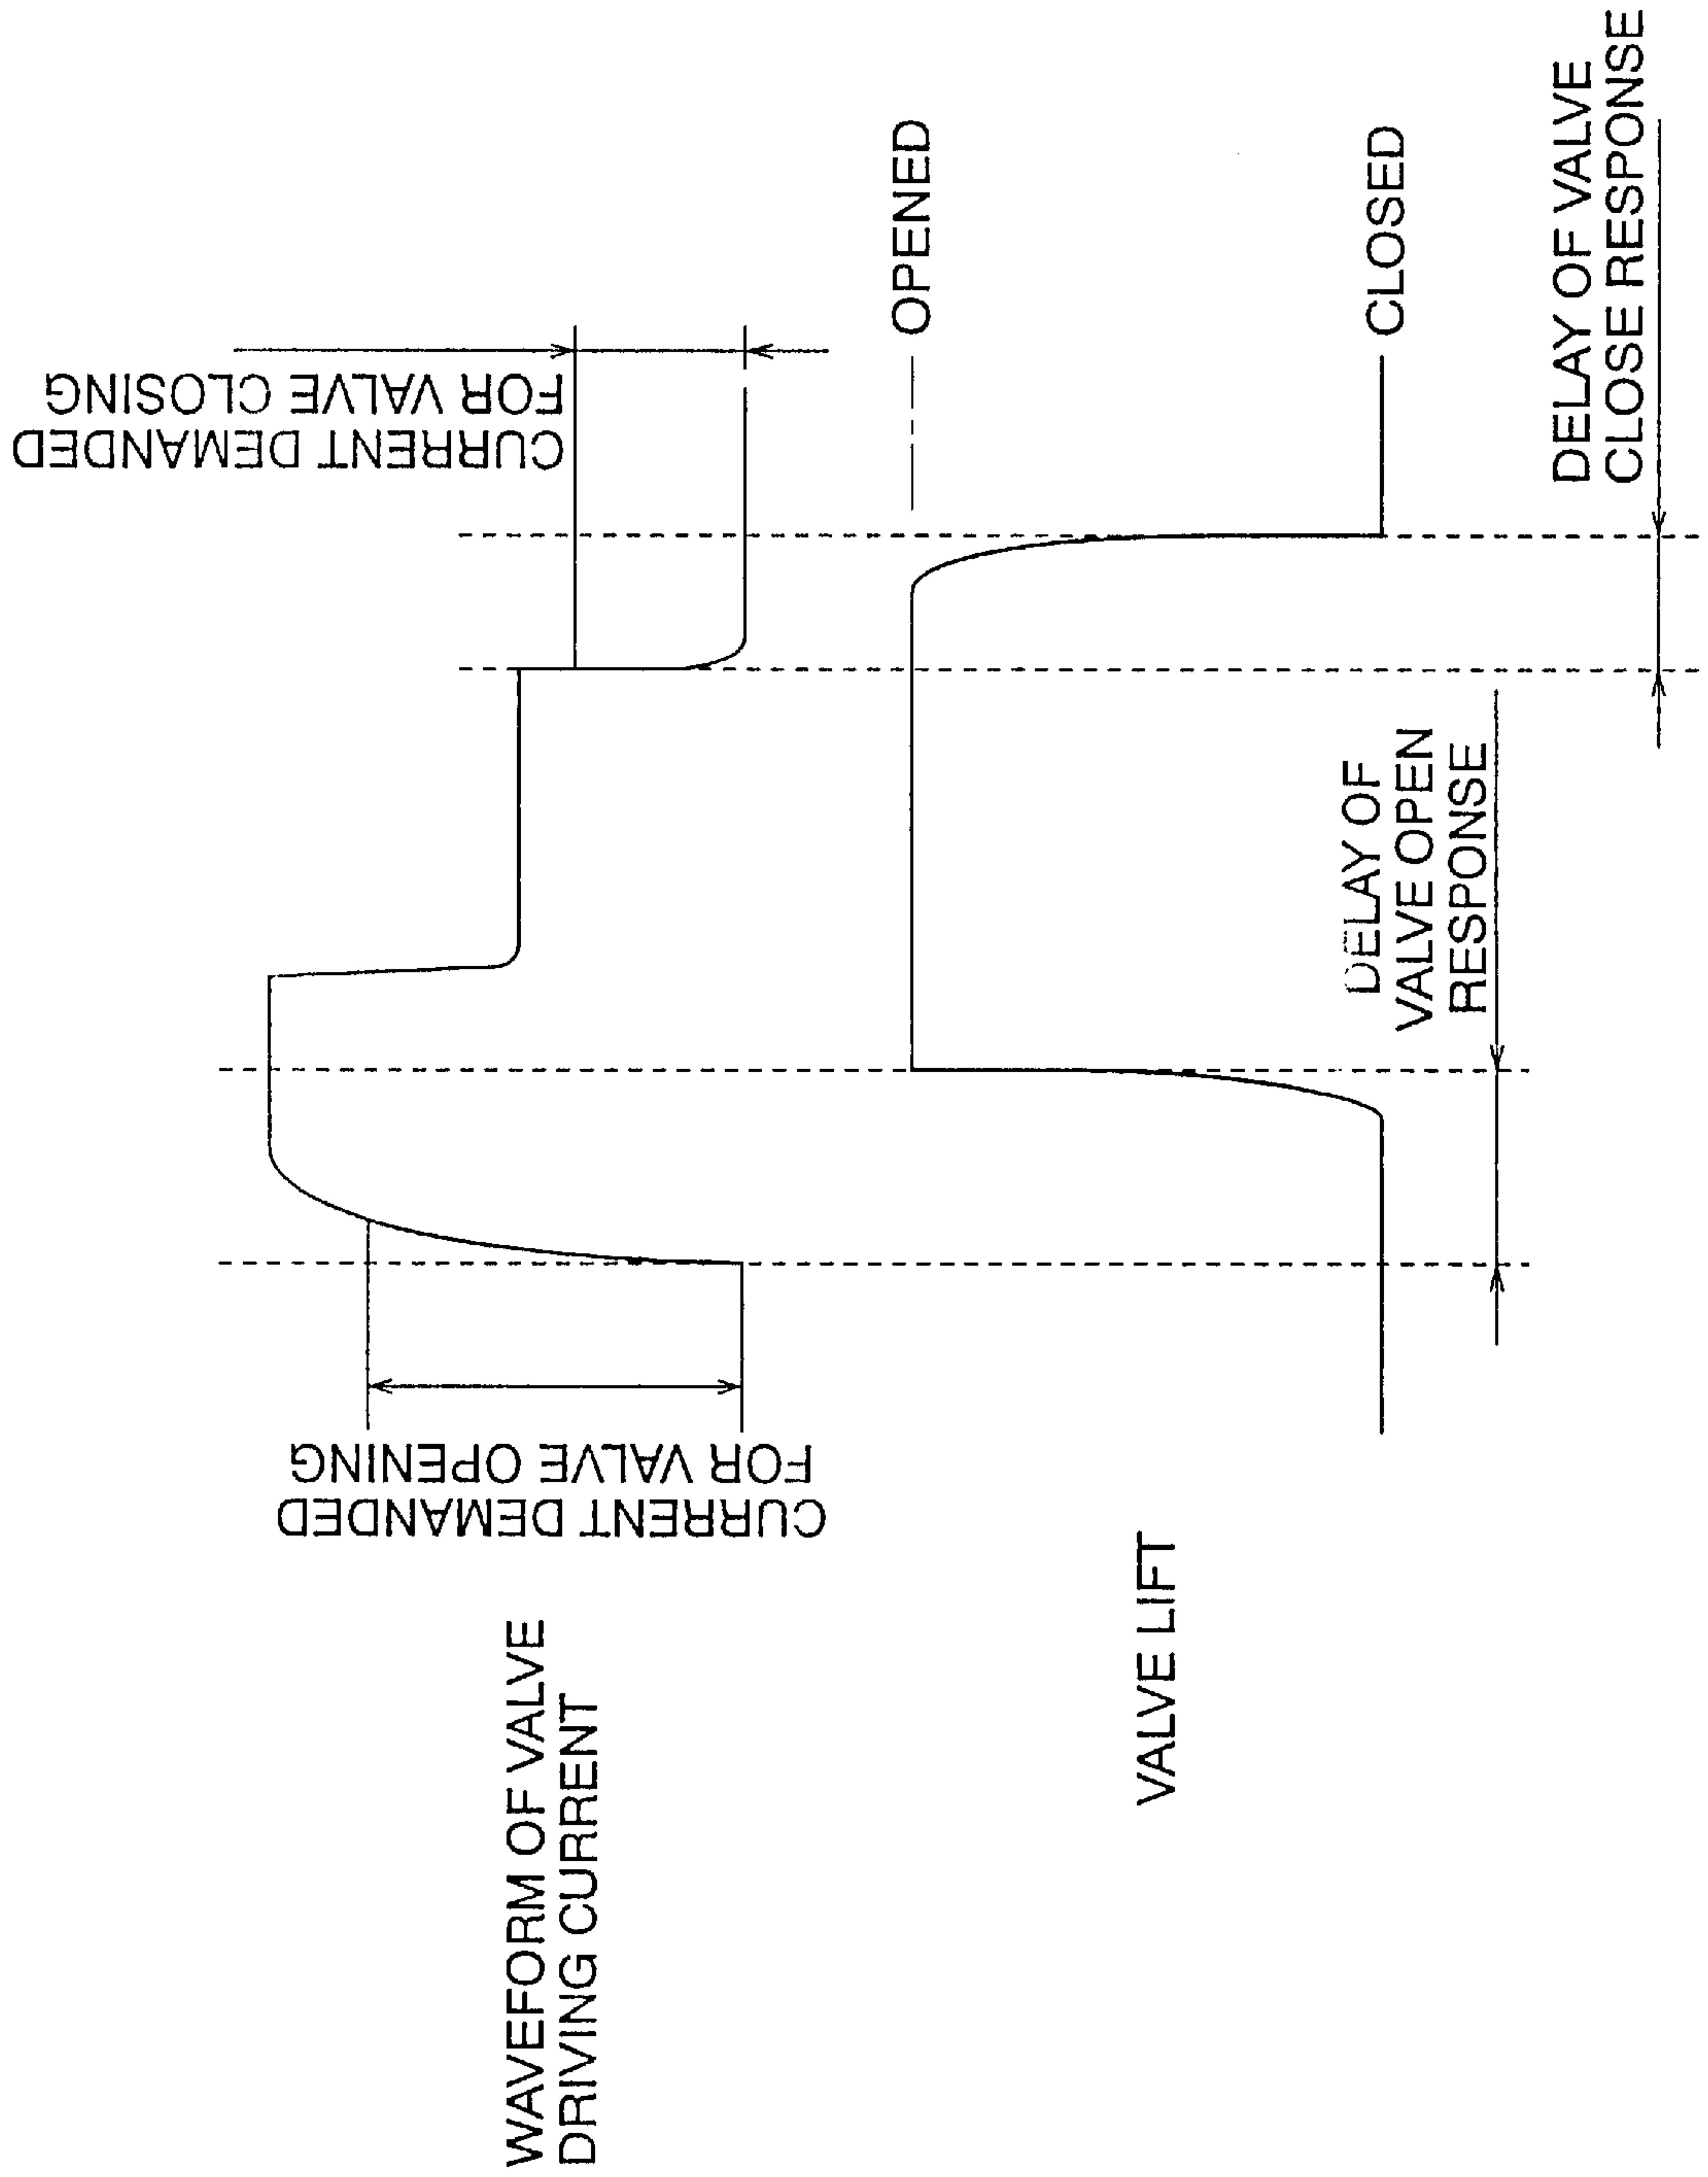 WAVEFORM OF VALVE
DRIVING CURRENT
CURRENT DEMANDED
FOR VALVE OPENING
CURRENT DEMANDED
FOR VALVE CLOSING
VALVE LIFT
OPENED
CLOSED
DELAY OF
VALVE OPEN
RESPONSE
DELAY OF VALVE
CLOSE RESPONSE